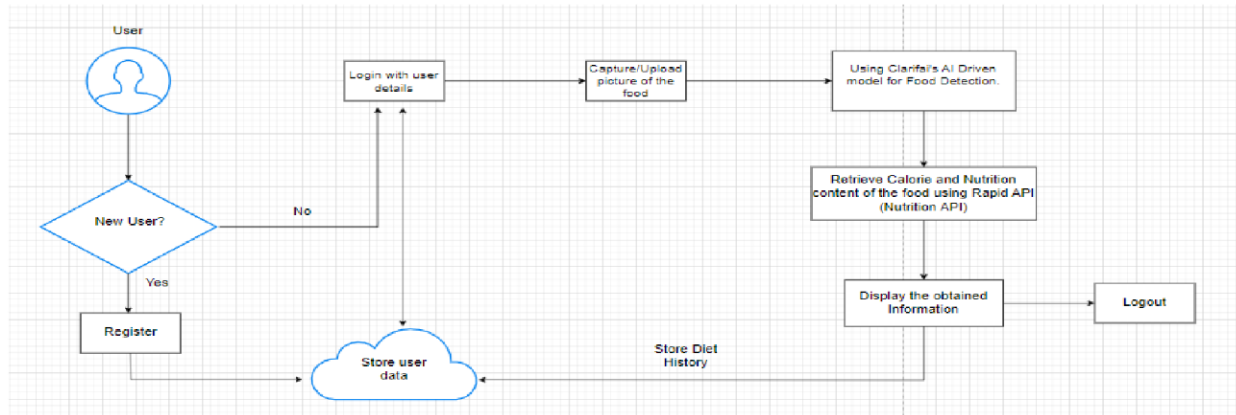 User
Login with user
details
Capture/Upload
picture of the
food
Using Clarifai's AI Driven
model for Food Detection.
Retrieve Calorie and Nutrition
content of the food using Rapid API
(Nutrition API)
New User?
No
Yes
Register
Store user
data
Store Diet
History
Display the obtained
Information
Logout